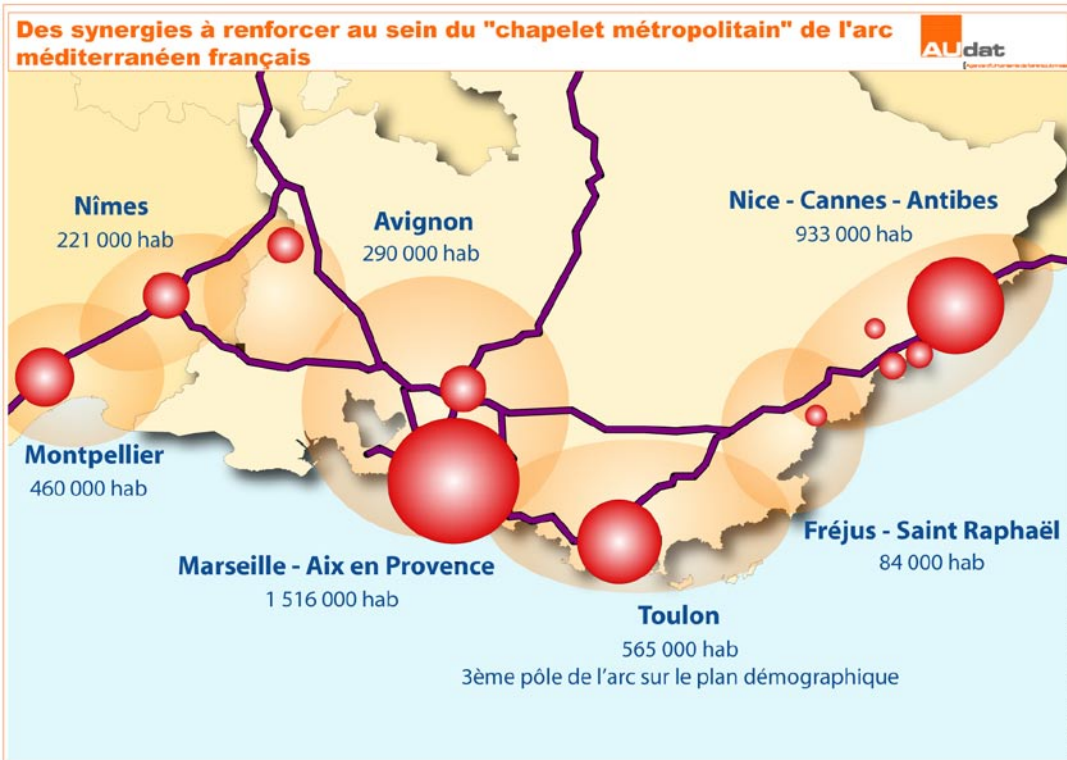 Des synergies à renforcer au sein du "chapelet métropolitain" de l'arc
méditerranéen français
AUdat
Nîmes
221 000 hab
Avignon
290 000 hab
Nice - Cannes - Antibes
933 000 hab
Montpellier
460 000 hab
Marseille - Aix en Provence
1 516 000 hab
Fréjus - Saint Raphaël
84 000 hab
Toulon
565 000 hab
3ème pôle de l'arc sur le plan démographique